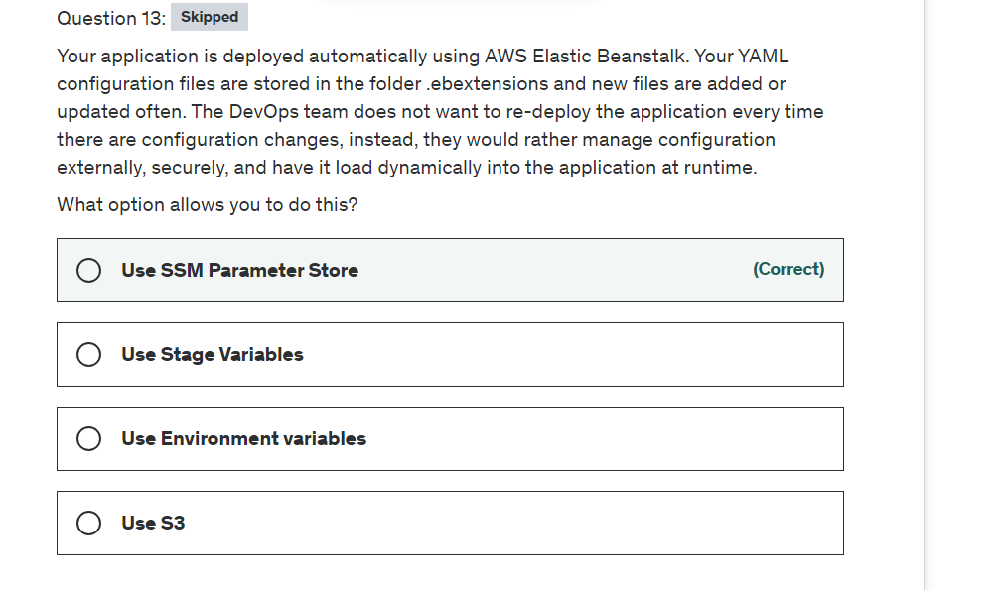 Question 13: Skipped
Your application is deployed automatically using AWS Elastic Beanstalk. Your YAML
configuration files are stored in the folder .ebextensions and new files are added or
updated often. The DevOps team does not want to re-deploy the application every time
there are configuration changes, instead, they would rather manage configuration
externally, securely, and have it load dynamically into the application at runtime.
What option allows you to do this?
Use SSM Parameter Store (Correct)
Use Stage Variables
Use Environment variables
Use S3